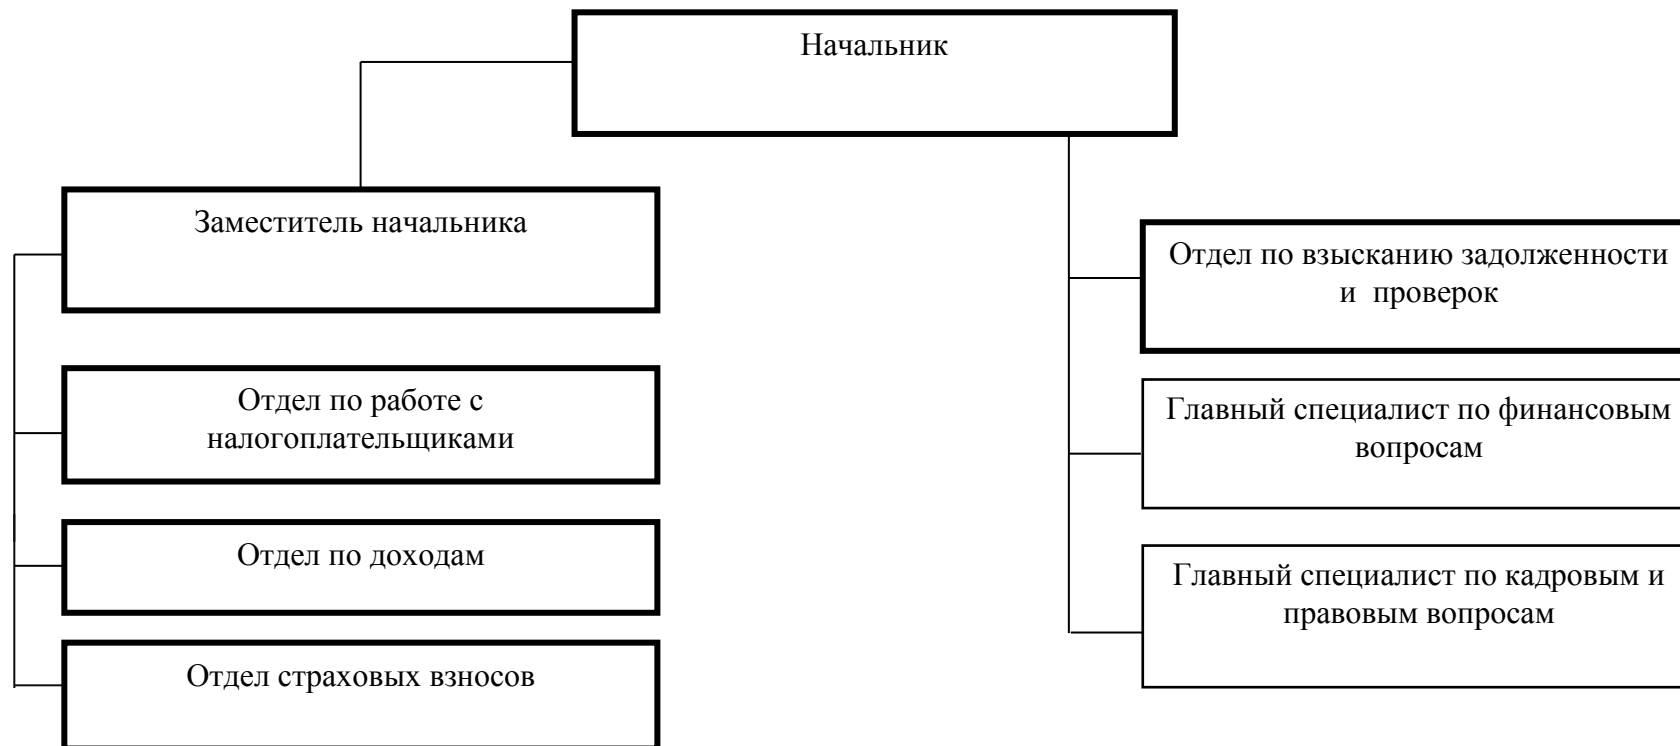 Начальник
Заместитель начальника
Отдел по работе с
налогоплательщиками
Отдел по доходам
Отдел страховых взносов
Отдел по взысканию задолженности
и проверок
Главный специалист по финансовым
вопросам
Главный специалист по кадровым и
правовым вопросам